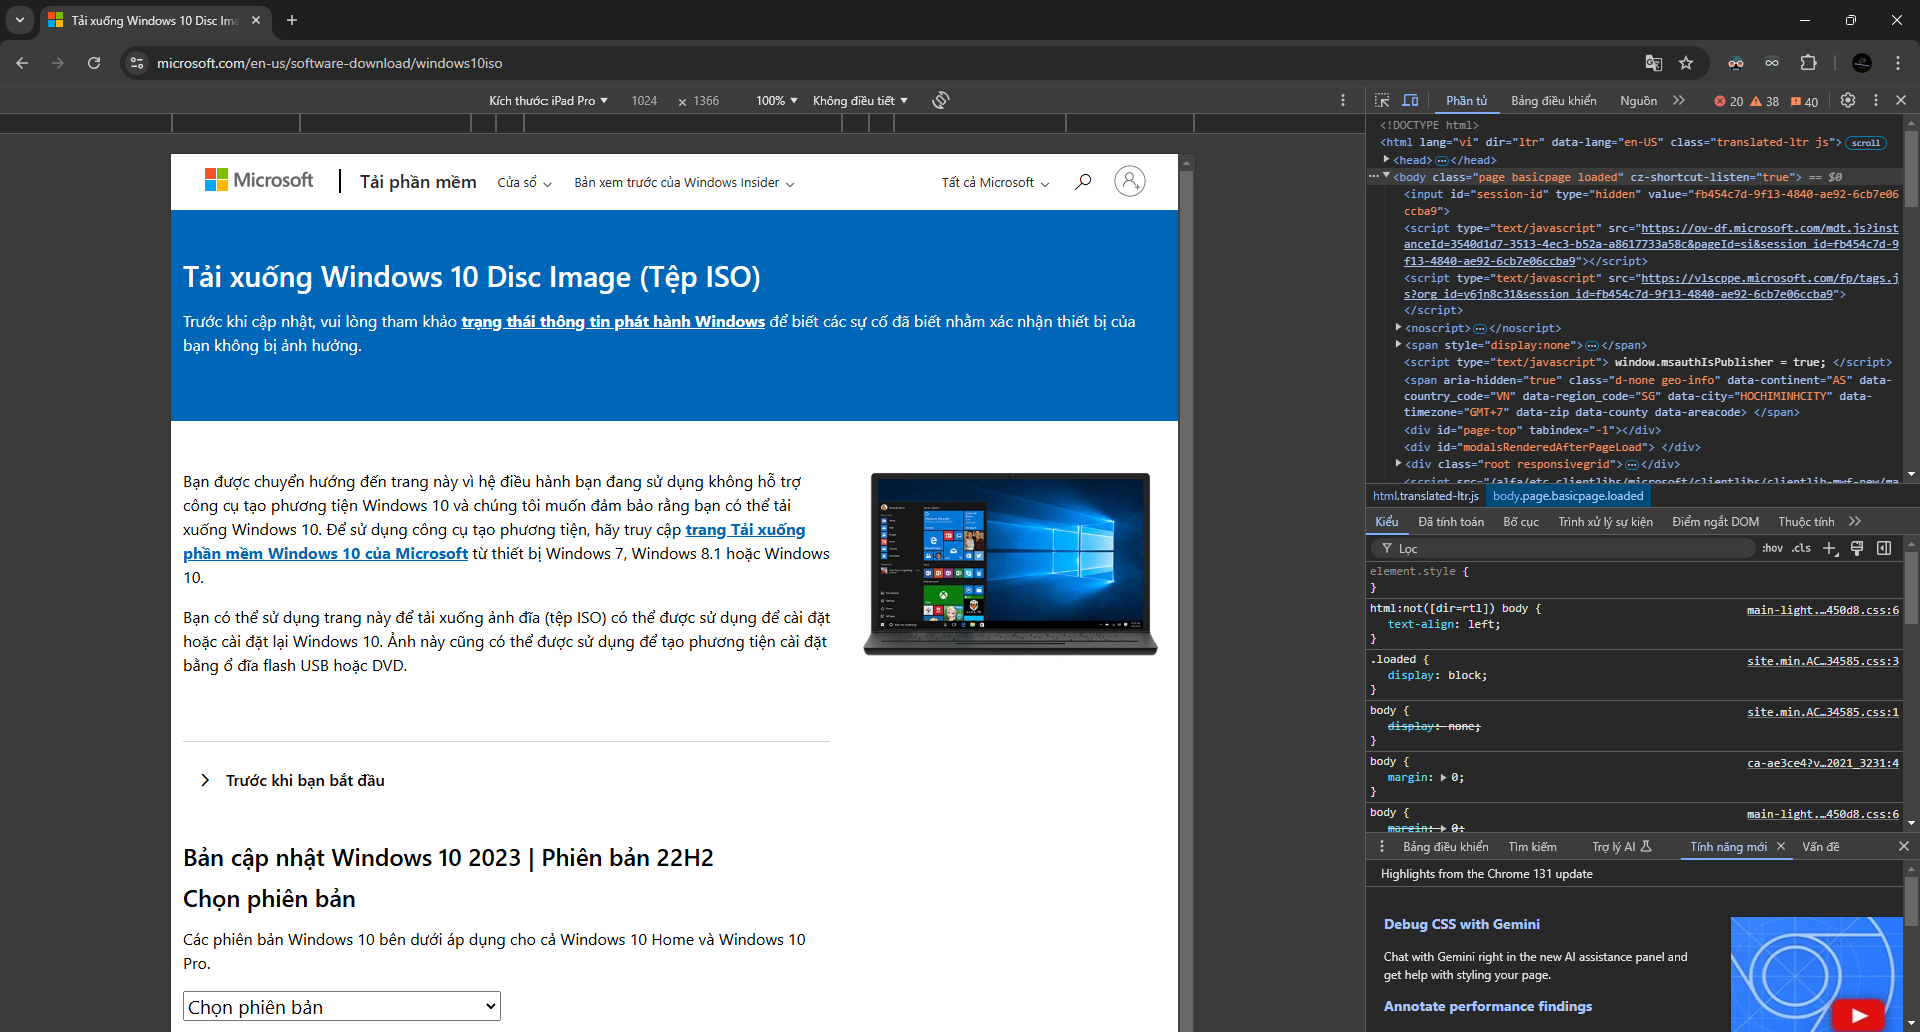 Tải xuống Windows 10 Disc Ima
microsoft.com/en-us/software-download/windows10iso
Kích thước: iPad Pro 1024 × 1366 100% Không điều tiết
Microsoft Tải phần mềm Cửa sổ Bản xem trước của Windows Insider Tất cả Microsoft
Tải xuống Windows 10 Disc Image (Tệp ISO)
Trước khi cập nhật, vui lòng tham khảo trạng thái thông tin phát hành Windows để biết các sự cố đã biết nhằm xác nhận thiết bị của
bạn không bị ảnh hưởng.
Bạn được chuyển hướng đến trang này vì hệ điều hành bạn đang sử dụng không hỗ trợ
công cụ tạo phương tiện Windows 10 và chúng tôi muốn đảm bảo rằng bạn có thể tải
xuống Windows 10. Để sử dụng công cụ tạo phương tiện, hãy truy cập trang Tải xuống
phần mềm Windows 10 của Microsoft từ thiết bị Windows 7, Windows 8.1 hoặc Windows
10.
Bạn có thể sử dụng trang này để tải xuống ảnh đĩa (tệp ISO) có thể được sử dụng để cài đặt
hoặc cài đặt lại Windows 10. Ảnh này cũng có thể được sử dụng để tạo phương tiện cài đặt
bằng ổ đĩa flash USB hoặc DVD.
Trước khi bạn bắt đầu
Bản cập nhật Windows 10 2023 | Phiên bản 22H2
Chọn phiên bản
Các phiên bản Windows 10 bên dưới áp dụng cho cả Windows 10 Home và Windows 10
Pro.
Chọn phiên bản
Phần tử Bảng điều khiển Nguồn 20 38 40
<!DOCTYPE html>
<html lang="vi" dir="ltr" data-lang="en-US" class="translated-ltr js"> scroll
<head> </head>
<body class="page basicpage loaded" cz-shortcut-listen="true"> == $0
<input id="session-id" type="hidden" value="fb454c7d-9f13-4840-ae92-6cb7e06
ccba9">
<script type="text/javascript" src="https://ov-df.microsoft.com/mdt.js?inst
anceId=3540d1d7-3513-4ec3-b52a-a8617733a58c&pageId=si&session_id=fb454c7d-9
f13-4840-ae92-6cb7e06ccba9"></script>
<script type="text/javascript" src="https://vlscppe.microsoft.com/fp/tags.j
s?org_id=y6jn8c31&session_id=fb454c7d-9f13-4840-ae92-6cb7e06ccba9">
</script>
<noscript> </noscript>
<span style="display:none"> </span>
<script type="text/javascript"> window.msauthIsPublisher = true; </script>
<span aria-hidden="true" class="d-none geo-info" data-continent="AS" data-
country_code="VN" data-region_code="SG" data-city="HOCHIMINHCITY" data-
timezone="GMT+7" data-zip data-county data-areacode> </span>
<div id="page-top" tabindex="-1"></div>
<div id="modalsRenderedAfterPageLoad"> </div>
<div class="root responsivegrid"> </div>
<script src="/alfa/etc.clientlibs/microsoft/clientlibs/clientlib-mwf-new/ma
html.translated-ltr.js body.page.basicpage.loaded
Kiểu Đã tính toán Bố cục Trình xử lý sự kiện Điểm ngắt DOM Thuộc tính
Lọc :hov .cls
element.style {
}
html:not([dir=rtl]) body { main-light.…450d8.css:6
text-align: left;
}
.loaded { site.min.AC…34585.css:3
display: block;
}
body { site.min.AC…34585.css:1
display: none;
}
body { ca-ae3ce4?v…2021_3231:4
margin: 0;
}
body { main-light.…450d8.css:6
margin: 0;
Bảng điều khiển Tìm kiếm Trợ lý AI Tính năng mới Vấn đề
Highlights from the Chrome 131 update
Debug CSS with Gemini
Chat with Gemini right in the new AI assistance panel and
get help with styling your page.
Annotate performance findings